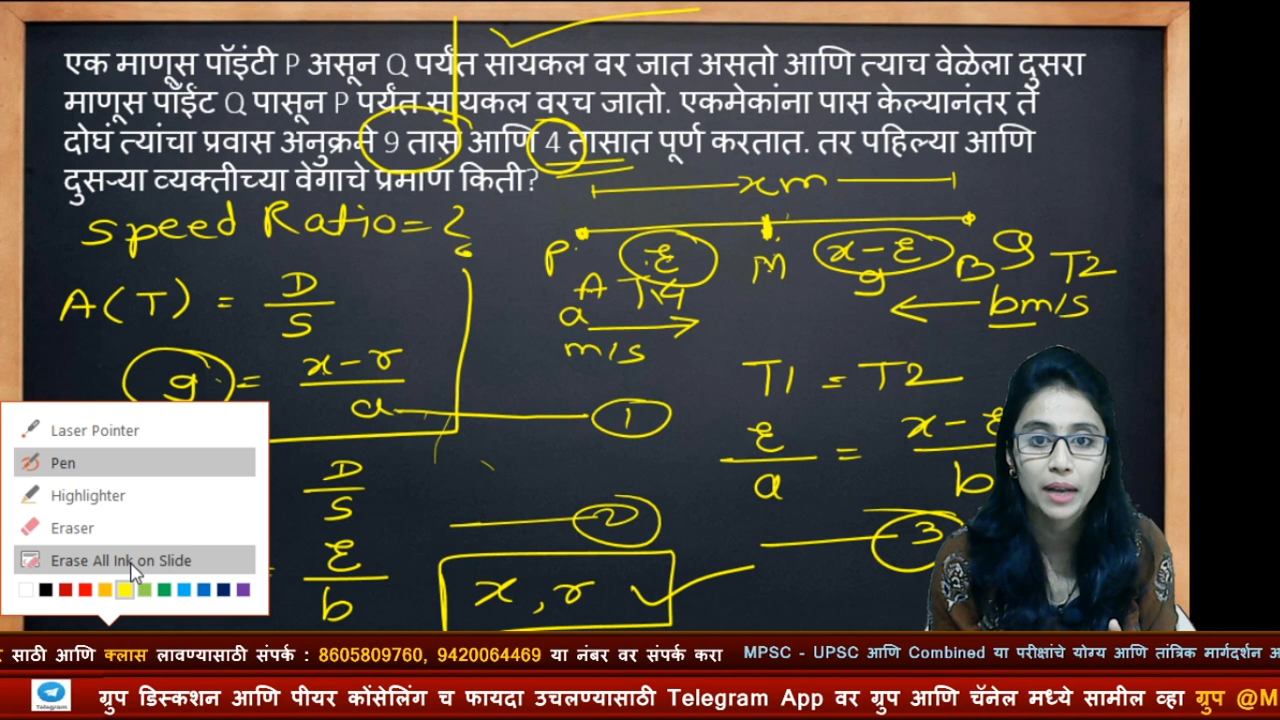 एक माणूस पॉइंटी P असून Q पर्यंत सायकल वर जात असतो आणि त्याच वेळेला दुसरा
माणूस पॉईंट Q पासून P पर्यंत सायकल वरच जातो. एकमेकांना पास केल्यानंतर ते
दोघं त्यांचा प्रवास अनुक्रमे 9 तास आणि 4 तासात पूर्ण करतात. तर पहिल्या आणि
दुसऱ्या व्यक्तीच्या वेगाचे प्रमाण किती?
xm
Speed Ratio = ?
P M B Q T2
x-
A T
a
m/s
bm/s
A(T) = D/S
9 = x-r/a
1
T1 = T2
/a = x- /b
D/S
2
3
/b
x, r
Laser Pointer
Pen
Highlighter
Eraser
Erase All Ink on Slide
साठी आणि क्लास लावण्यासाठी संपर्क : 8605809760, 9420064469 या नंबर वर संपर्क करा MPSC - UPSC आणि Combined या परीक्षांचे योग्य आणि तांत्रिक मार्गदर्शन
Telegram ग्रुप डिस्कशन आणि पीयर कोंसेलिंग च फायदा उचलण्यासाठी Telegram App वर ग्रुप आणि चॅनेल मध्ये सामील व्हा ग्रुप @M